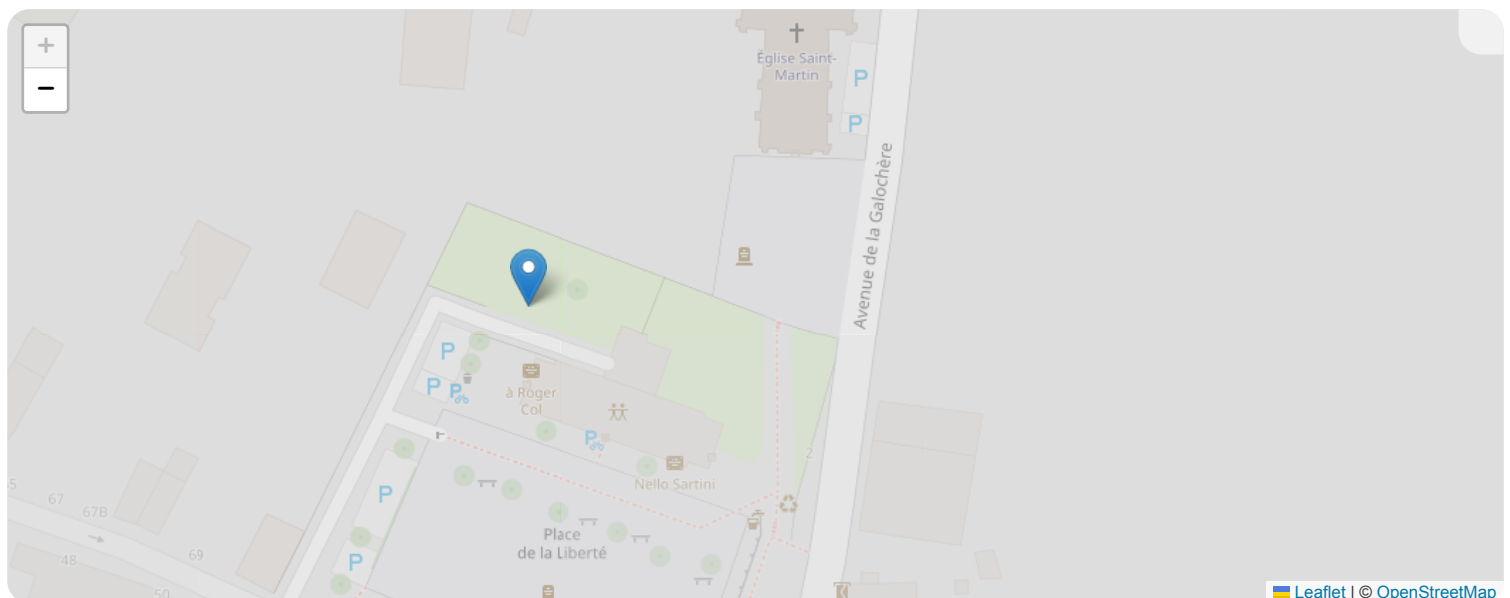 +
−
Église Saint-
Martin
P
P
Avenue de la Galochère
P
P
P
à Roger
Col
P
Nello Sartini
2
P
Place
de la Liberté
P
67
67B
69
48
50
Leaflet | © OpenStreetMap